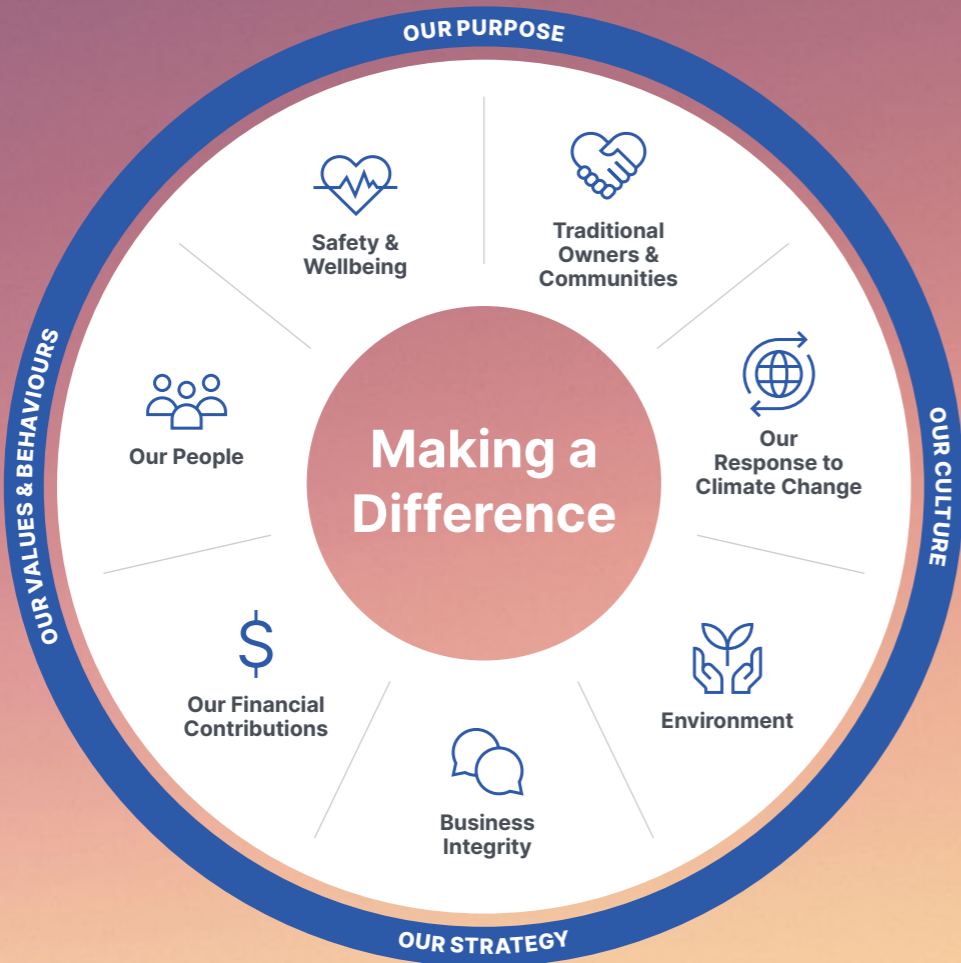 OUR PURPOSE
Safety &
Wellbeing
Traditional
Owners &
Communities
Our
Response to
Climate Change
Environment
Business
Integrity
Our Financial
Contributions
Our People
Making a
Difference
OUR VALUES & BEHAVIOURS
OUR CULTURE
OUR STRATEGY
$